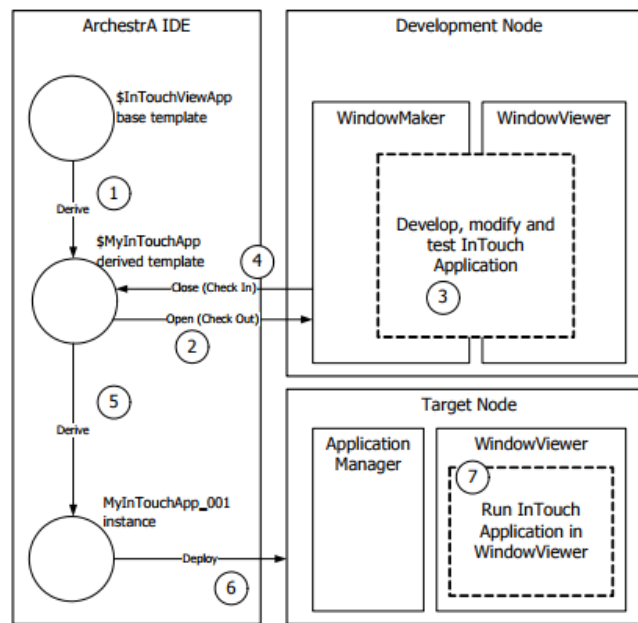 ArchestrA IDE
$InTouchViewApp
base template
1
Derive
$MyInTouchApp
derived template
4
Close (Check In)
Open (Check Out)
2
5
Derive
MyInTouchApp_001
instance
Deploy
6
Development Node
WindowMaker
WindowViewer
Develop, modify and
test InTouch
Application
3
Target Node
Application
Manager
WindowViewer
7
Run InTouch
Application in
WindowViewer